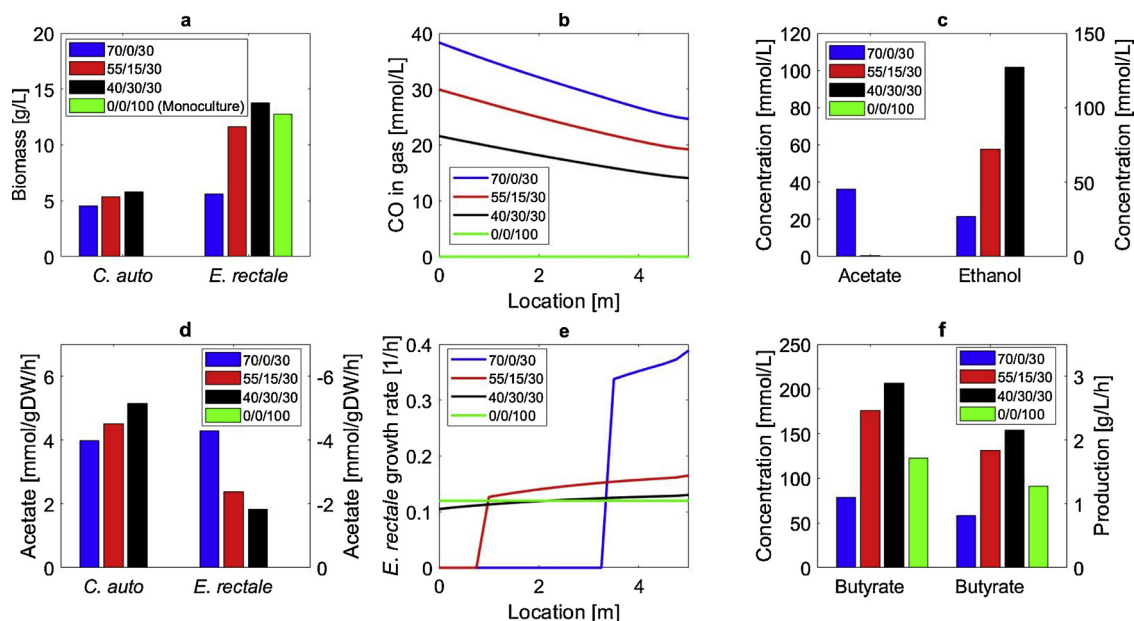 a
Biomass [g/L]
20
15
10
5
0
70/0/30
55/15/30
40/30/30
0/0/100 (Monoculture)
C. auto E. rectale
b
CO in gas [mmol/L]
40
30
20
10
0
70/0/30
55/15/30
40/30/30
0/0/100
0 2 4
Location [m]
c
Concentration [mmol/L]
120
100
80
60
40
20
0
70/0/30
55/15/30
40/30/30
0/0/100
150
100
50
0
Concentration [mmol/L]
Acetate Ethanol
d
Acetate [mmol/gDW/h]
6
4
2
0
70/0/30
55/15/30
40/30/30
0/0/100
-6
-4
-2
0
Acetate [mmol/gDW/h]
C. auto E. rectale
e
E. rectale growth rate [1/h]
0.4
0.3
0.2
0.1
0
70/0/30
55/15/30
40/30/30
0/0/100
0 2 4
Location [m]
f
Concentration [mmol/L]
250
200
150
100
50
0
70/0/30
55/15/30
40/30/30
0/0/100
3
2
1
0
Production [g/L/h]
Butyrate Butyrate